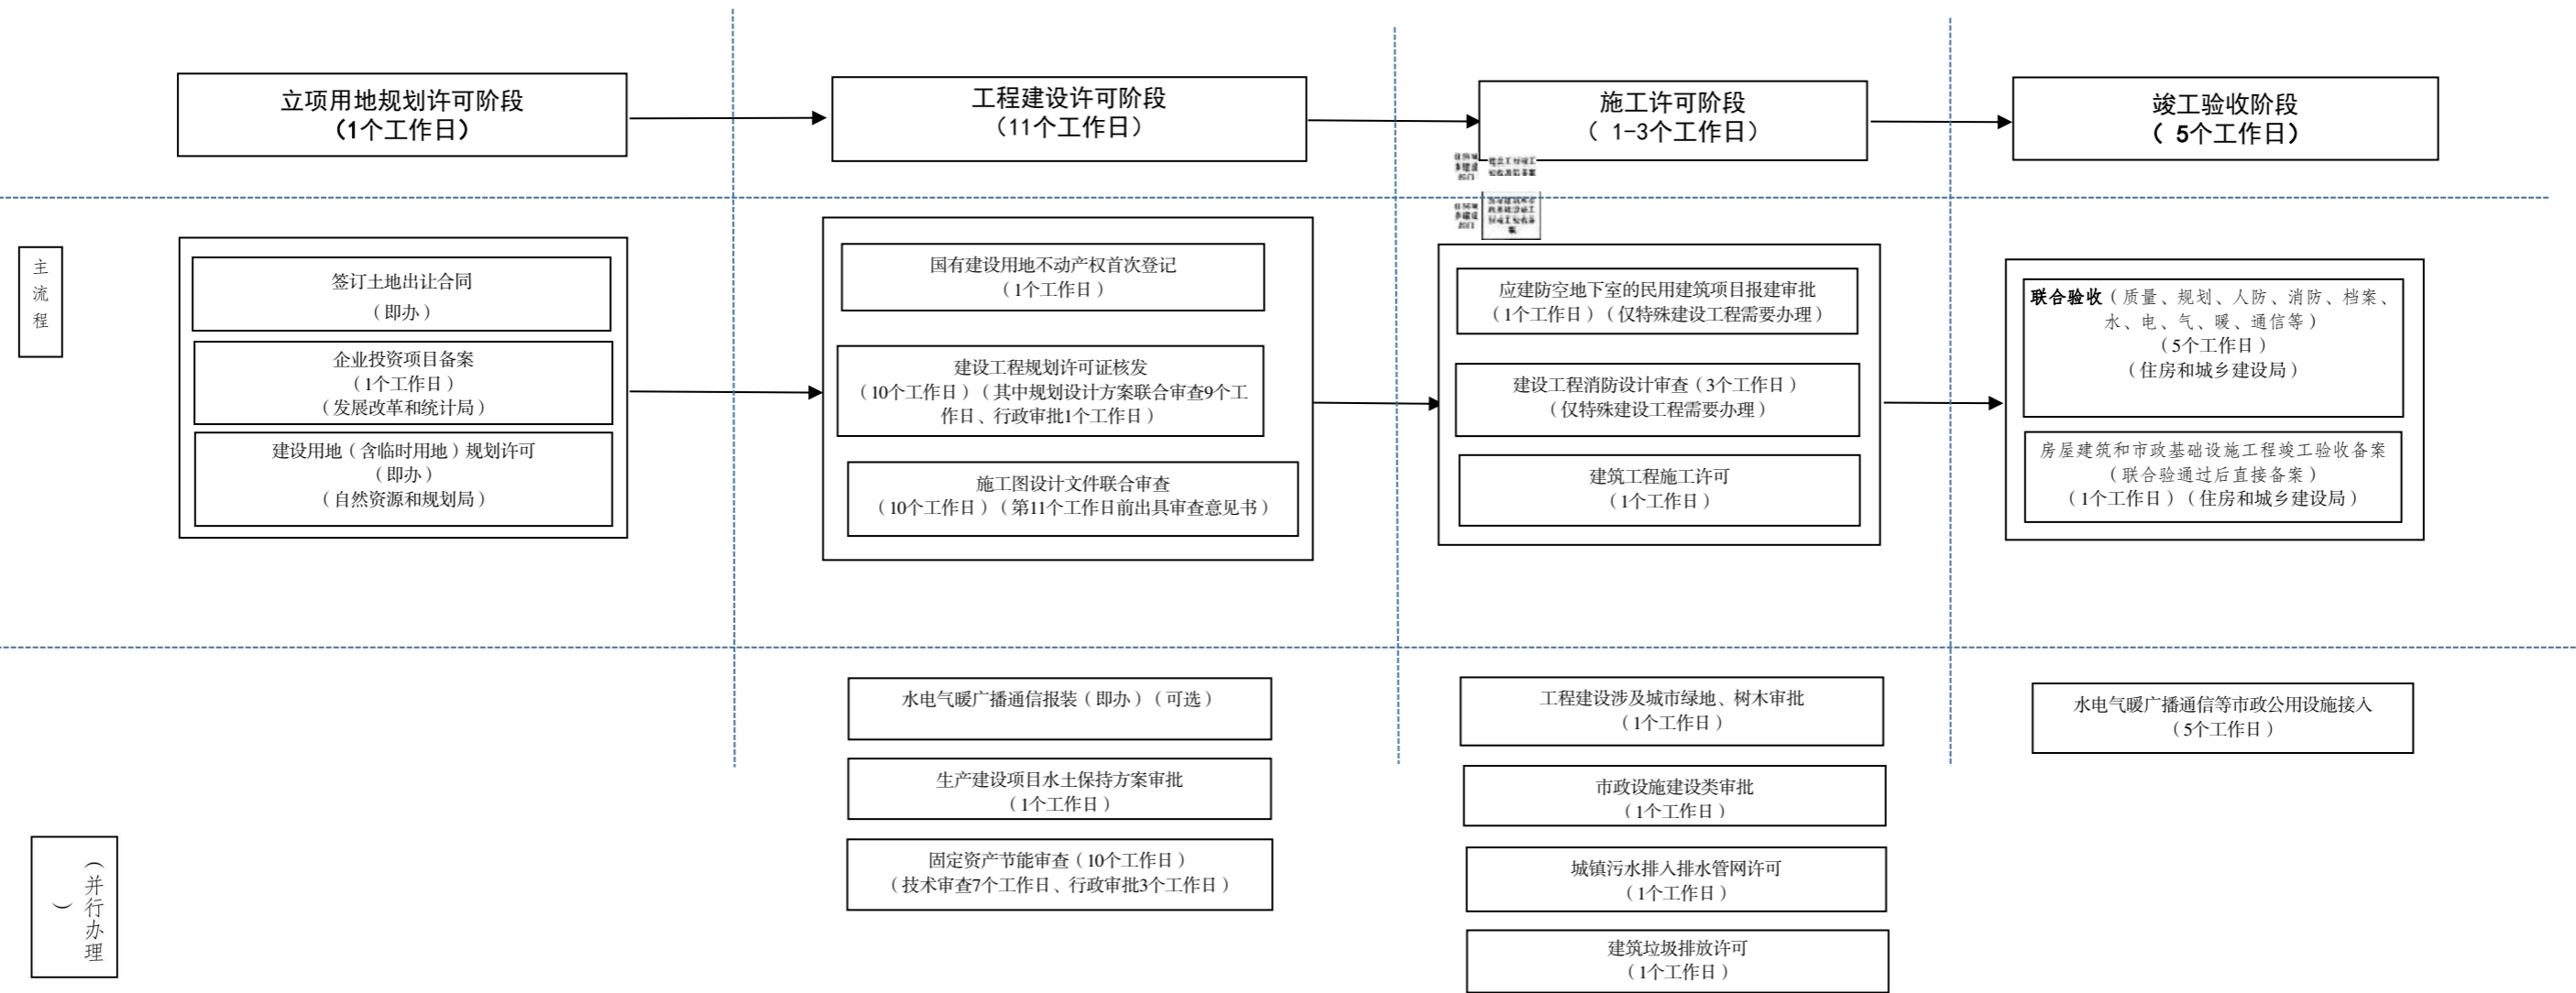 立项用地规划许可阶段
（1个工作日）
工程建设许可阶段
（11个工作日）
施工许可阶段
（ 1-3个工作日）
竣工验收阶段
（ 5个工作日）
主
流
程
签订土地出让合同
（即办）
企业投资项目备案
（1个工作日）
（发展改革和统计局）
建设用地（含临时用地）规划许可
（即办）
（自然资源和规划局）
国有建设用地不动产权首次登记
（1个工作日）
建设工程规划许可证核发
（10个工作日）（其中规划设计方案联合审查9个工
作日、行政审批1个工作日）
施工图设计文件联合审查
（10个工作日）（第11个工作日前出具审查意见书）
应建防空地下室的民用建筑项目报建审批
（1个工作日）（仅特殊建设工程需要办理）
建设工程消防设计审查（3个工作日）
（仅特殊建设工程需要办理）
建筑工程施工许可
（1个工作日）
联合验收（质量、规划、人防、消防、档案、
水、电、气、暖、通信等）
（5个工作日）
（住房和城乡建设局）
房屋建筑和市政基础设施工程竣工验收备案
（联合验通过后直接备案）
（1个工作日）（住房和城乡建设局）
（并行办理
）
水电气暖广播通信报装（即办）（可选）
生产建设项目水土保持方案审批
（1个工作日）
固定资产节能审查（10个工作日）
（技术审查7个工作日、行政审批3个工作日）
工程建设涉及城市绿地、树木审批
（1个工作日）
市政设施建设类审批
（1个工作日）
城镇污水排入排水管网许可
（1个工作日）
建筑垃圾排放许可
（1个工作日）
水电气暖广播通信等市政公用设施接入
（5个工作日）